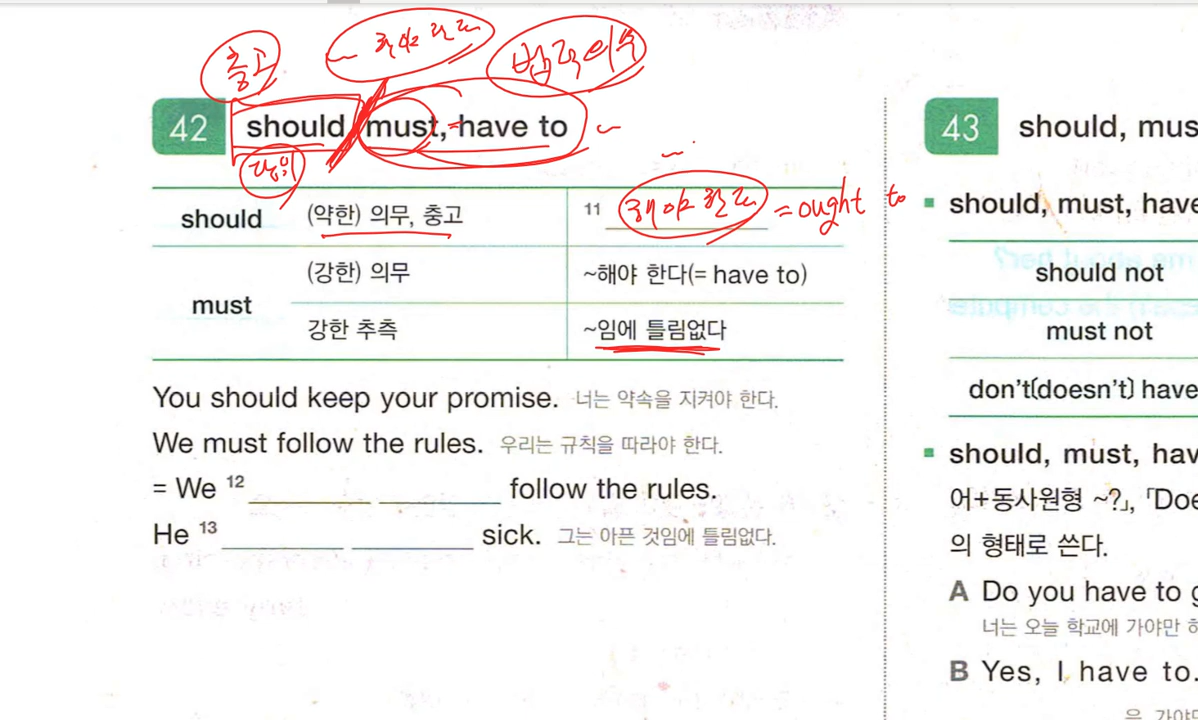 충고 ~ 해야 한다 법적의무
42 should, must, have to
당위
should (약한) 의무, 충고 11 해야 한다 = ought to
must (강한) 의무 ~해야 한다(= have to)
강한 추측 ~임에 틀림없다
You should keep your promise. 너는 약속을 지켜야 한다.
We must follow the rules. 우리는 규칙을 따라야 한다.
= We 12 follow the rules.
He 13 sick. 그는 아픈 것임에 틀림없다.
43 should, mus
should, must, have
should not
must not
don't(doesn't) have
should, must, hav
어+동사원형 ~?」, 「Doe
의 형태로 쓴다.
A Do you have to g
너는 오늘 학교에 가야만 하
B Yes, I have to.